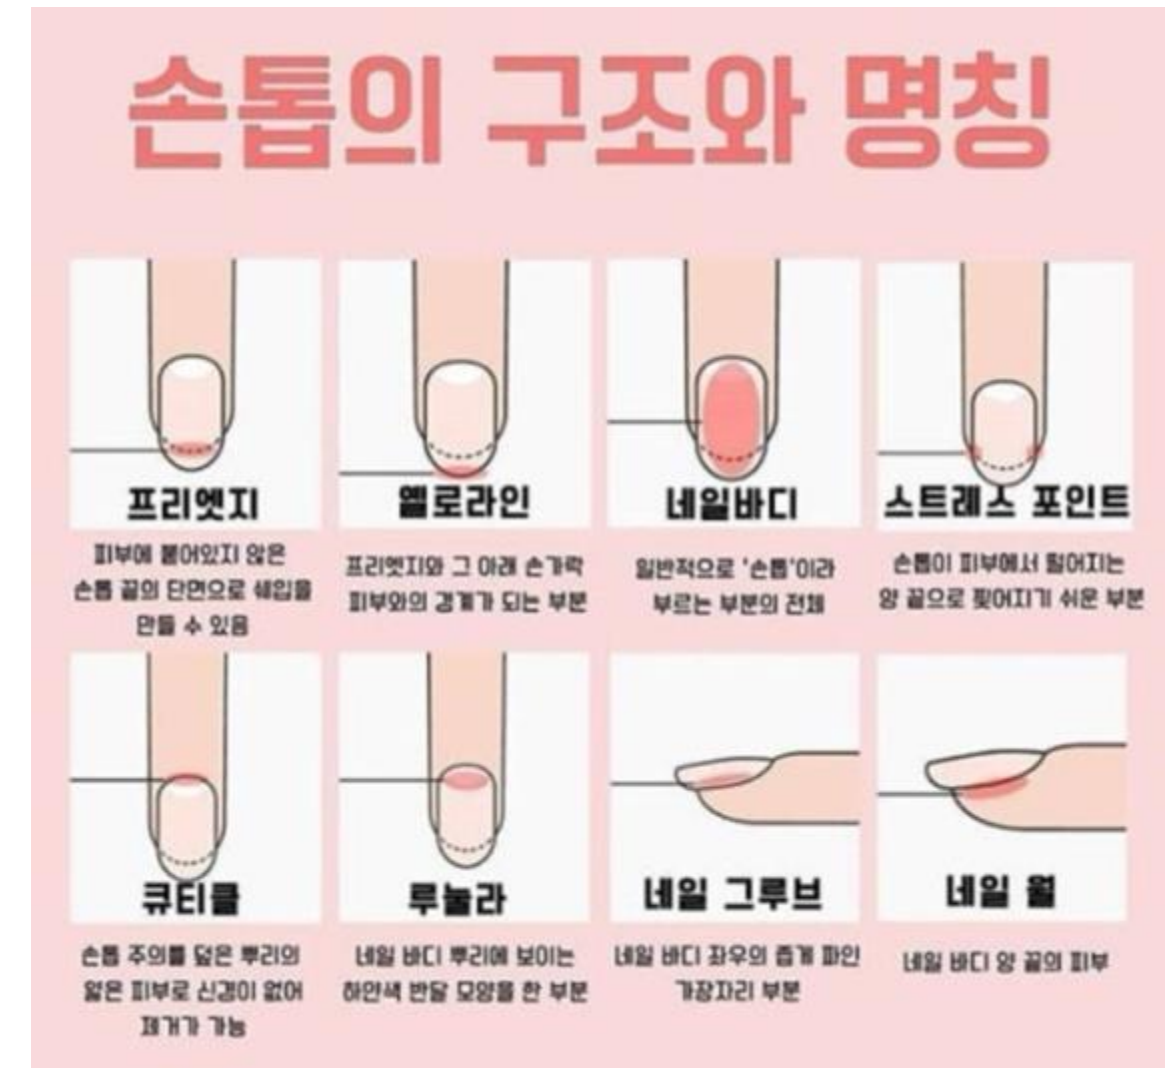 손톱의 구조와 명칭
프리엣지
피부에 붙어있지 않은
손톱 끝의 단면으로 쉐입을
만들 수 있음
옐로라인
프리엣지와 그 아래 손가락
피부와의 경계가 되는 부분
네일바디
일반적으로 '손톱'이라
부르는 부분의 전체
스트레스 포인트
손톱이 피부에서 떨어지는
양 끝으로 찢어지기 쉬운 부분
큐티클
손톱 주의를 덮은 뿌리의
얇은 피부로 신경이 없어
제거가 가능
루눌라
네일 바디 뿌리에 보이는
하얀색 반달 모양을 한 부분
네일 그루브
네일 바디 좌우의 좁게 파인
가장자리 부분
네일 월
네일 바디 양 끝의 피부